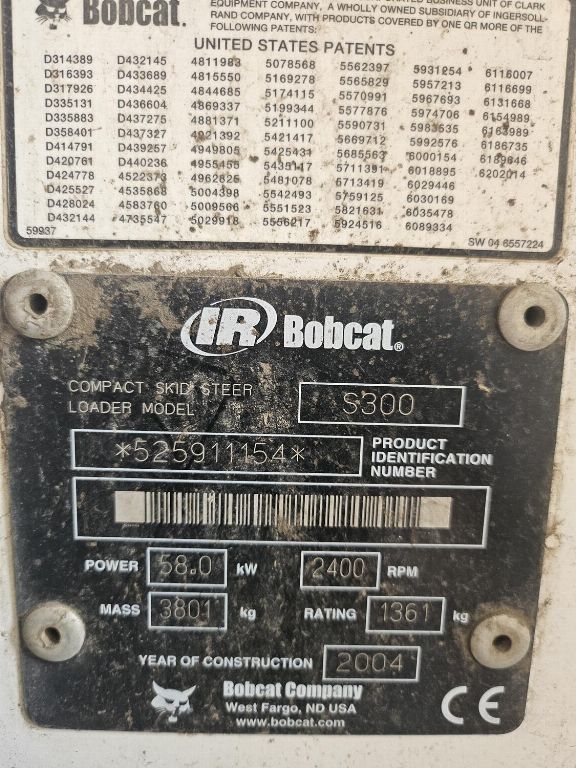 Bobcat.
BUSINESS UNIT OF CLARK
EQUIPMENT COMPANY, A WHOLLY OWNED SUBSIDIARY OF INGERSOLL-
RAND COMPANY, WITH PRODUCTS COVERED BY ONE OR MORE OF THE
FOLLOWING PATENTS:
UNITED STATES PATENTS
D314389 D432145 4811983 5078568 5562397 5931254 6116007
D316393 D433689 4815550 5169278 5565829 5957213 6116699
D317926 D434425 4844685 5174115 5570991 5967693 6131668
D335131 D436604 4869337 5199344 5577876 5974706 6154989
D335883 D437275 4881371 5211100 5590731 5983535 6163989
D358401 D437327 4921392 5421417 5669712 5992576 6186735
D414791 D439257 4949805 5425431 5685563 6000154 6189646
D420761 D440236 4955455 5435117 5711391 6018895 6202014
D424778 4522373 4962825 5481078 5713419 6029446
D425527 4535868 5004398 5542493 5759125 6030169
D428024 4583760 5009566 5551523 5821631 6035478
D432144 4735547 5029918 5556217 5924516 6089334
59937 SW 04 6557224
IR Bobcat®
COMPACT SKID STEER
LOADER MODEL S300
*525911154* PRODUCT
IDENTIFICATION
NUMBER
POWER 58.0 kW 2400 RPM
MASS 3801 kg RATING 1361 kg
YEAR OF CONSTRUCTION 2004
Bobcat Company
West Fargo, ND USA
www.bobcat.com
CE